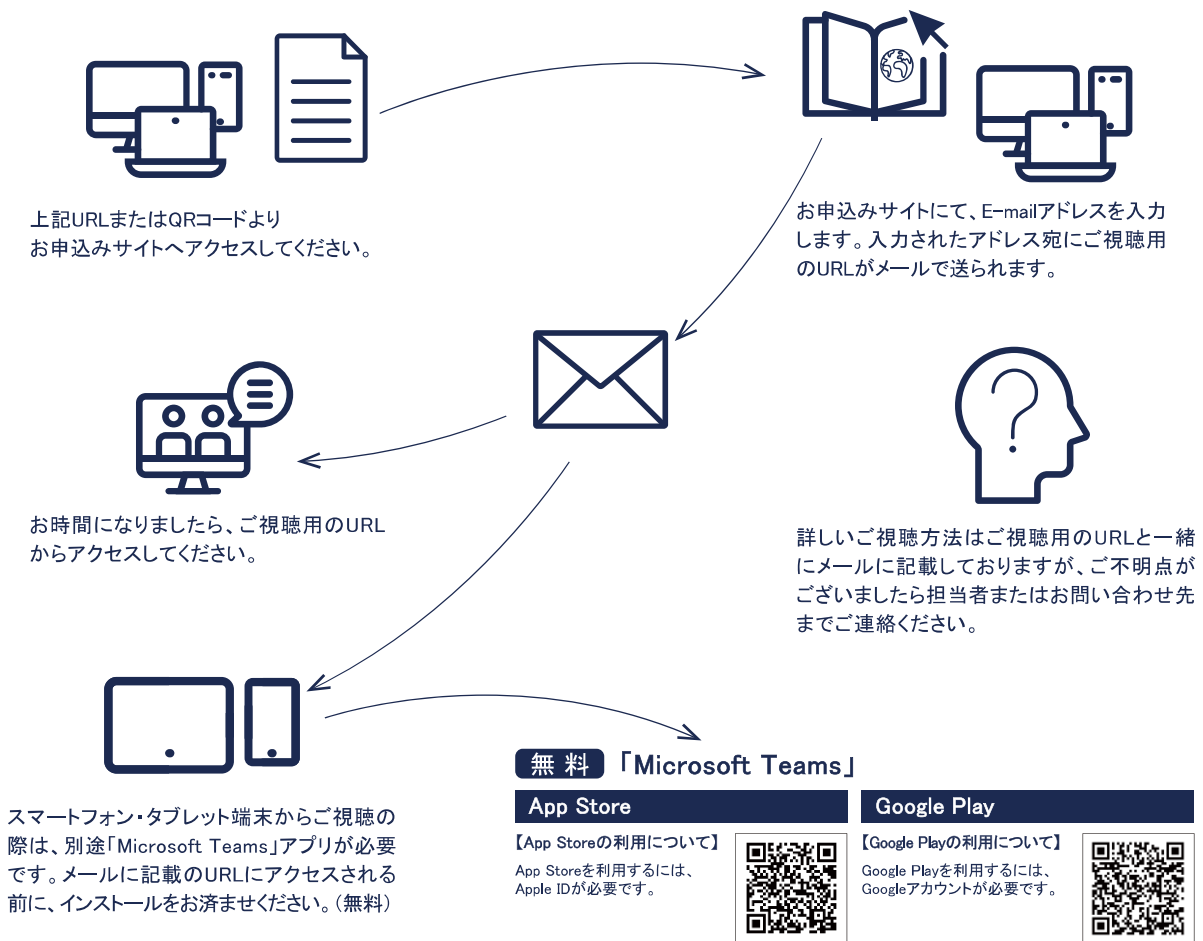 上記URLまたはQRコードより
お申込みサイトへアクセスしてください。
お申込みサイトにて、E-mailアドレスを入力
します。入力されたアドレス宛にご視聴用
のURLがメールで送られます。
お時間になりましたら、ご視聴用のURL
からアクセスしてください。
詳しいご視聴方法はご視聴用のURLと一緒
にメールに記載しておりますが、ご不明点が
ございましたら担当者またはお問い合わせ先
までご連絡ください。
スマートフォン・タブレット端末からご視聴の
際は、別途「Microsoft Teams」アプリが必要
です。メールに記載のURLにアクセスされる
前に、インストールをお済ませください。(無料)
無料 「Microsoft Teams」
App Store
【App Storeの利用について】
App Storeを利用するには、
Apple IDが必要です。
Google Play
【Google Playの利用について】
Google Playを利用するには、
Googleアカウントが必要です。